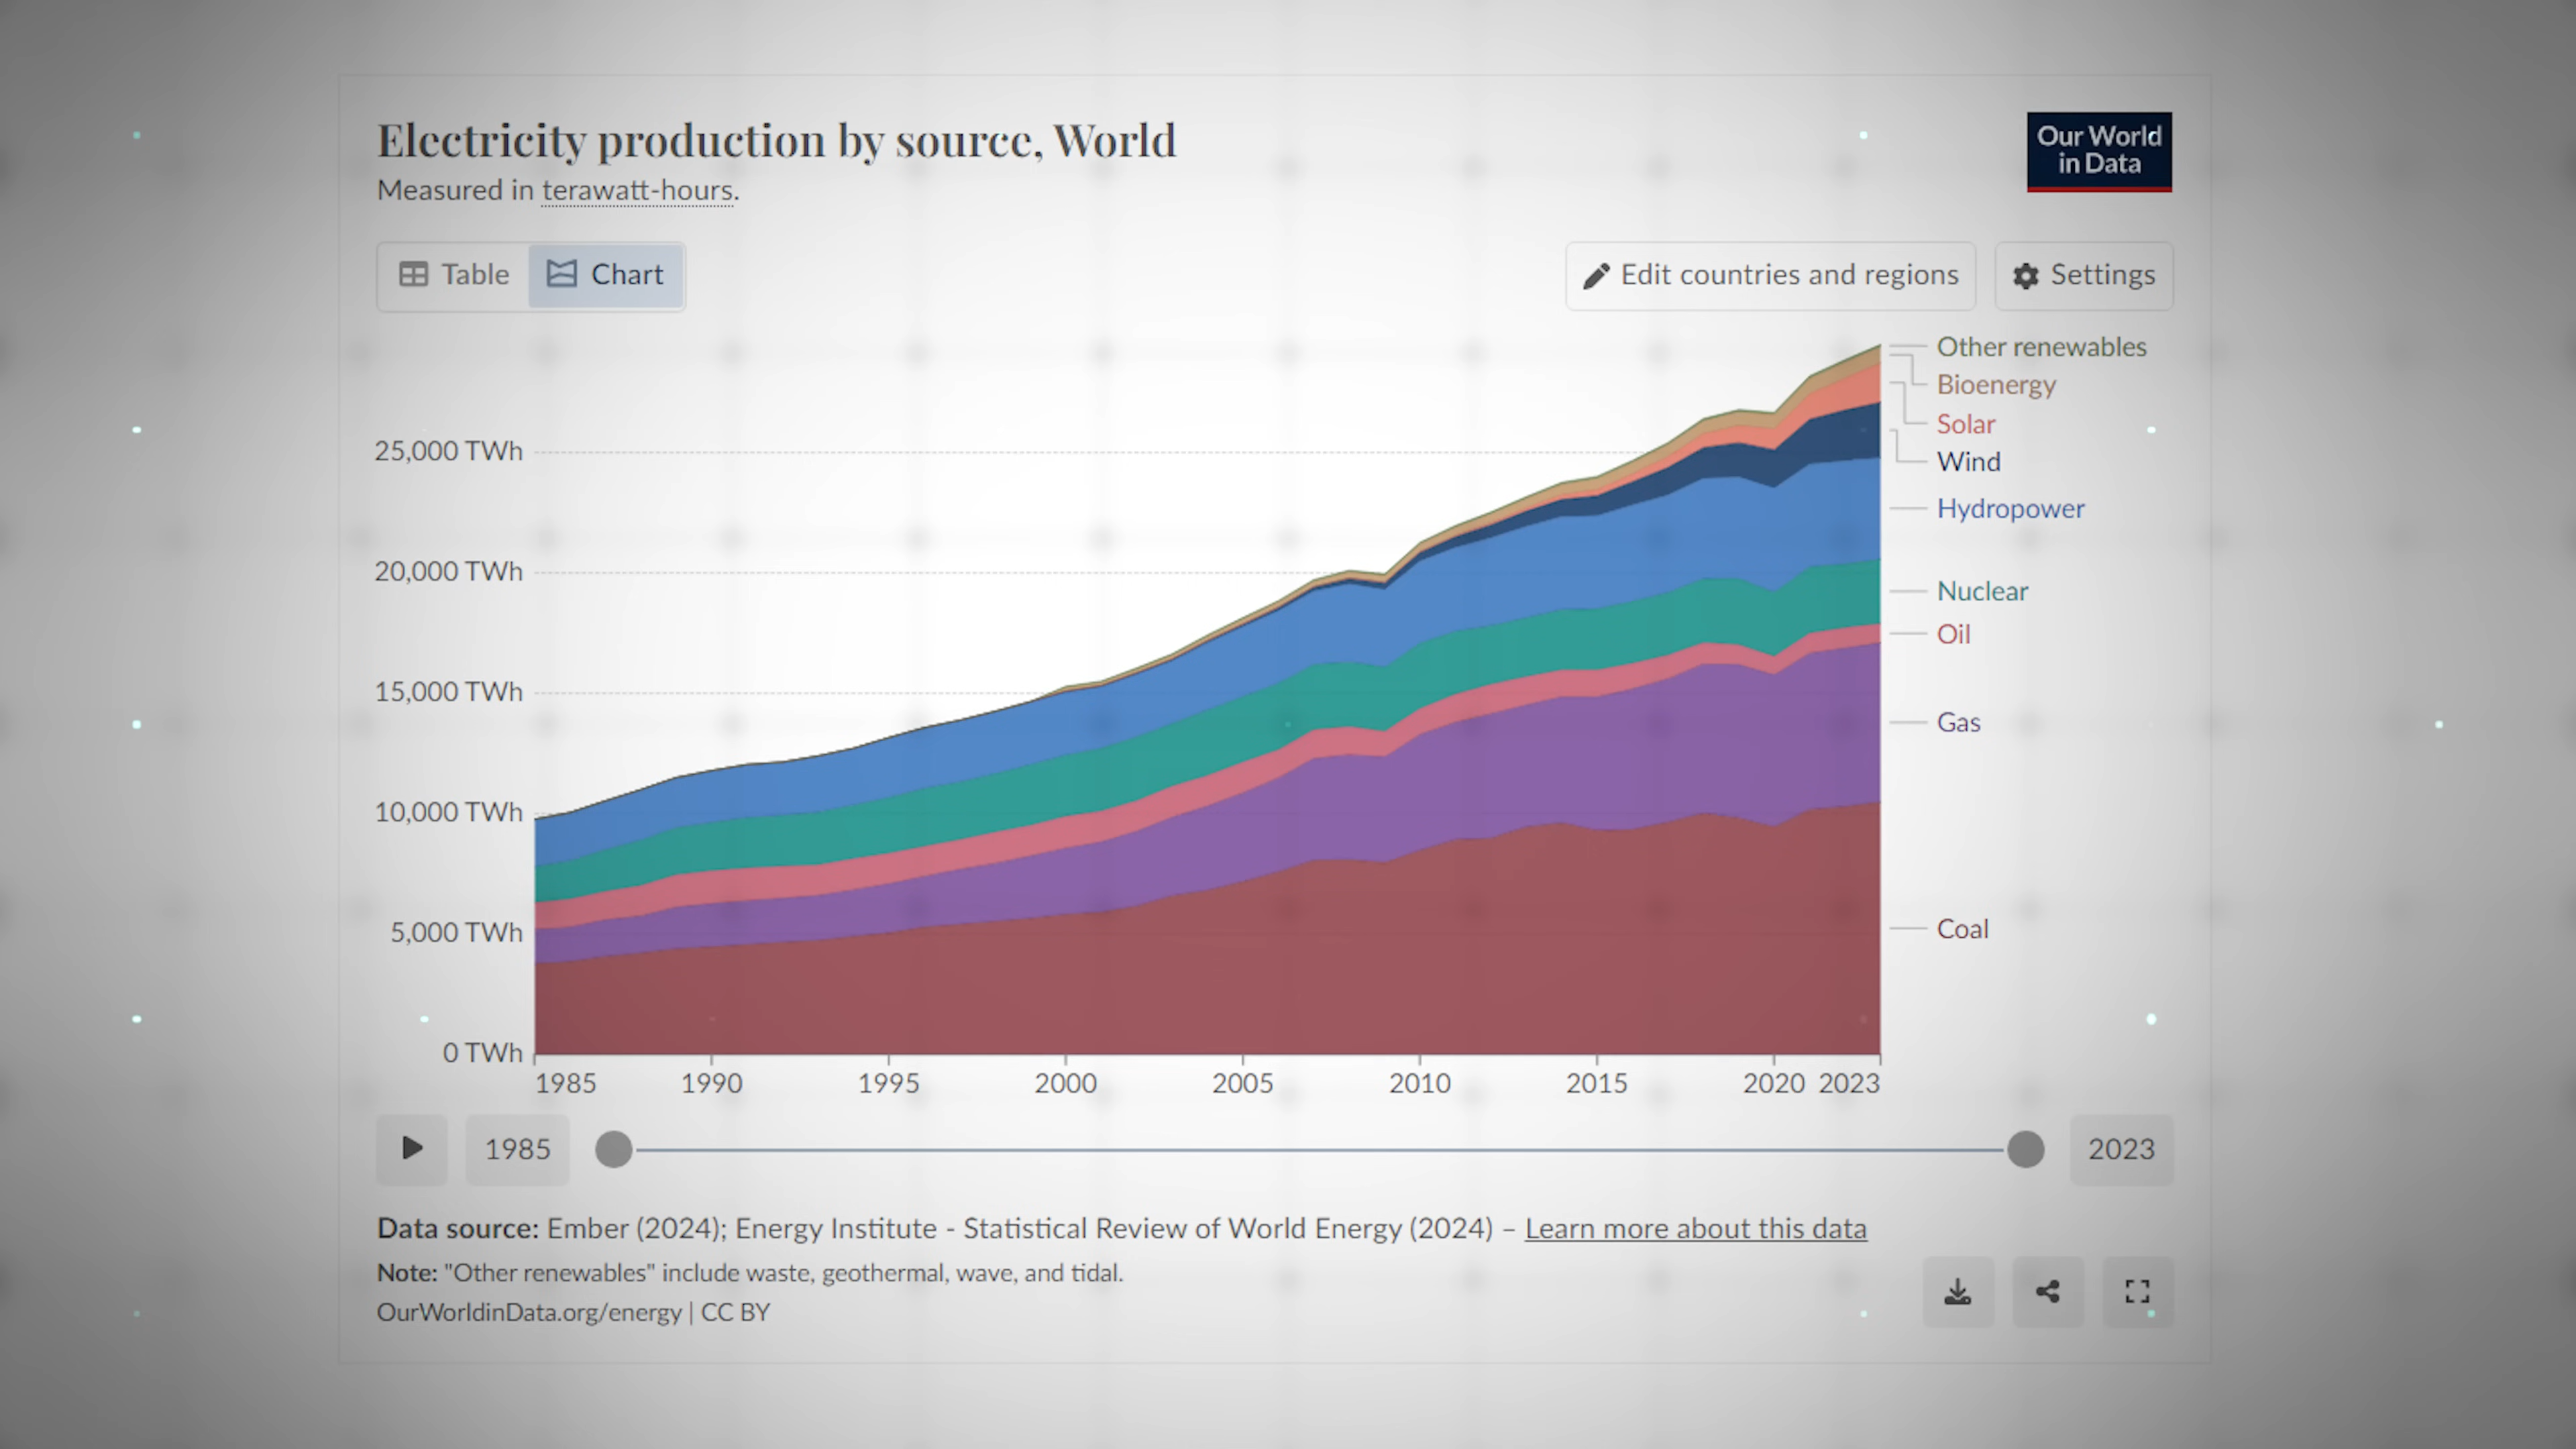 Electricity production by source, World
Measured in terawatt-hours.
Our World
in Data
Table
Chart
Edit countries and regions
Settings
Other renewables
Bioenergy
Solar
Wind
Hydropower
Nuclear
Oil
Gas
Coal
25,000 TWh
20,000 TWh
15,000 TWh
10,000 TWh
5,000 TWh
0 TWh
1985 1990 1995 2000 2005 2010 2015 2020 2023
1985
2023
Data source: Ember (2024); Energy Institute - Statistical Review of World Energy (2024) – Learn more about this data
Note: "Other renewables" include waste, geothermal, wave, and tidal.
OurWorldinData.org/energy | CC BY